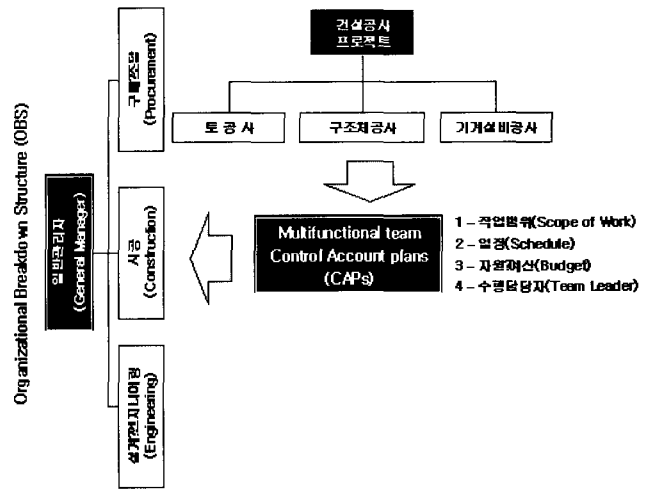 건설공사
프로젝트
토 공 사
구조체공사
기계설비공사
Organizational Breakdown Structure (OBS)
일반관리자
(General Manager)
구매/조달
(Procurement)
시공
(Construction)
설계/엔지니어링
(Engineering)
Multifunctional team
Control Account plans
(CAPs)
1 – 작업범위(Scope of Work)
2 – 일정(Schedule)
3 – 자원/예산(Budget)
4 – 수행담당자(Team Leader)